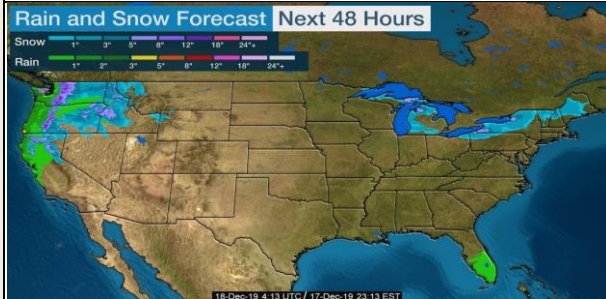 Rain and Snow Forecast Next 48 Hours
Snow 1" 3" 5" 8" 12" 18" 24"+
Rain 1" 2" 3" 5" 8" 12" 18" 24"+
18-Dec-19 4:13 UTC / 17-Dec-19 23:13 EST